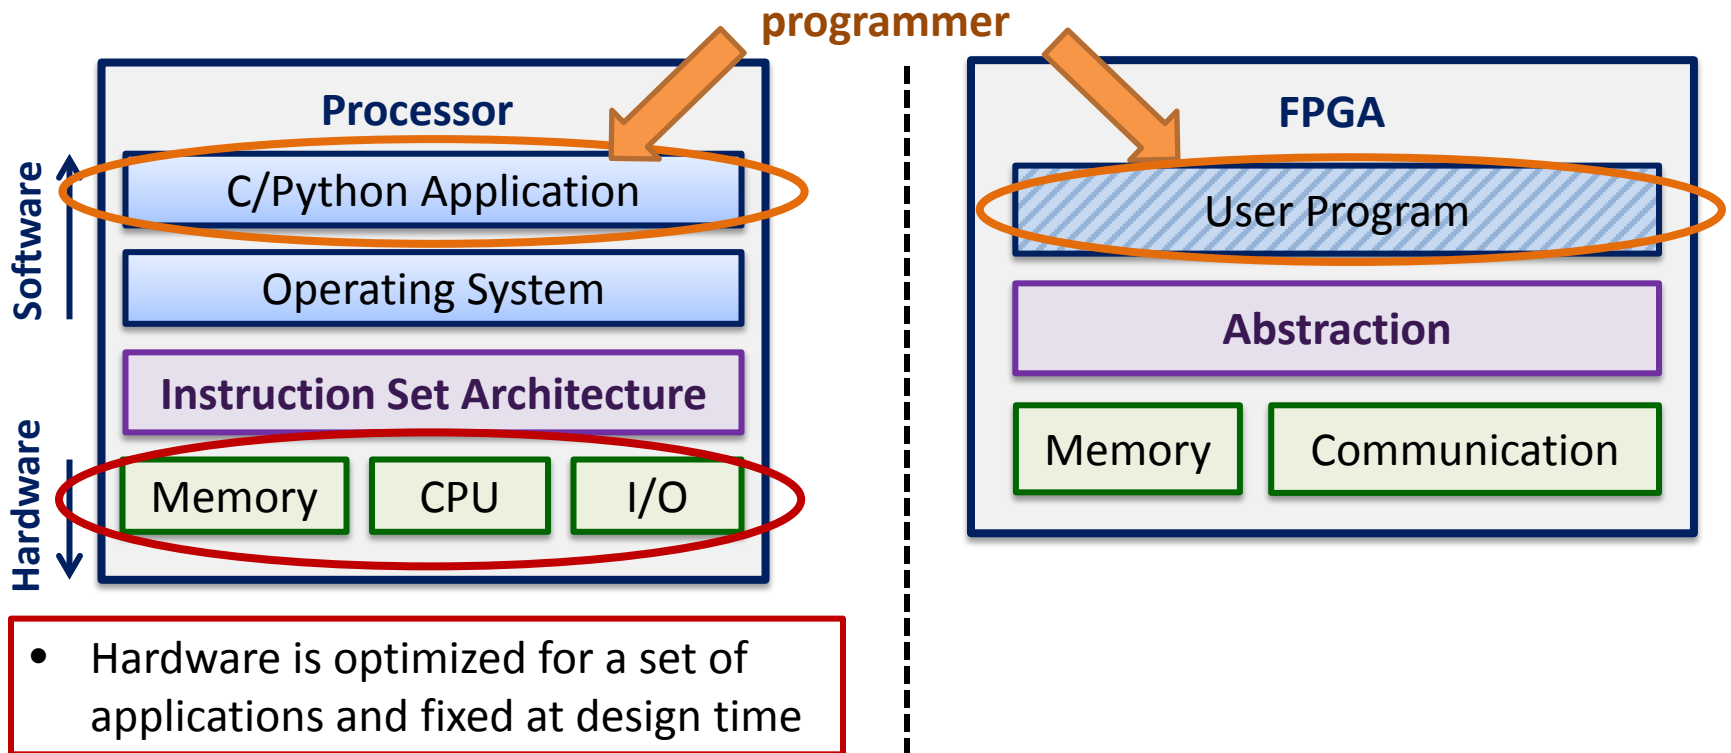 programmer
Processor
C/Python Application
Operating System
Instruction Set Architecture
Memory
CPU
I/O
Software
Hardware
• Hardware is optimized for a set of
applications and fixed at design time
FPGA
User Program
Abstraction
Memory
Communication